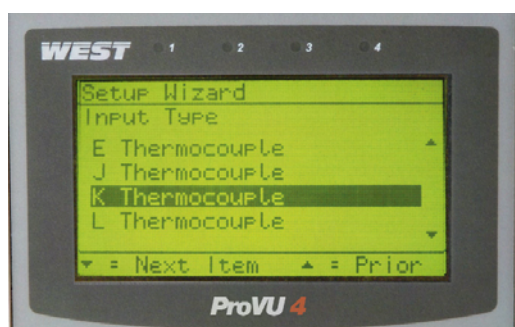 WEST 1 2 3 4
Setup Wizard
Input Type
E Thermocouple
J Thermocouple
K Thermocouple
L Thermocouple
▼ = Next Item ▲ = Prior
ProVU 4